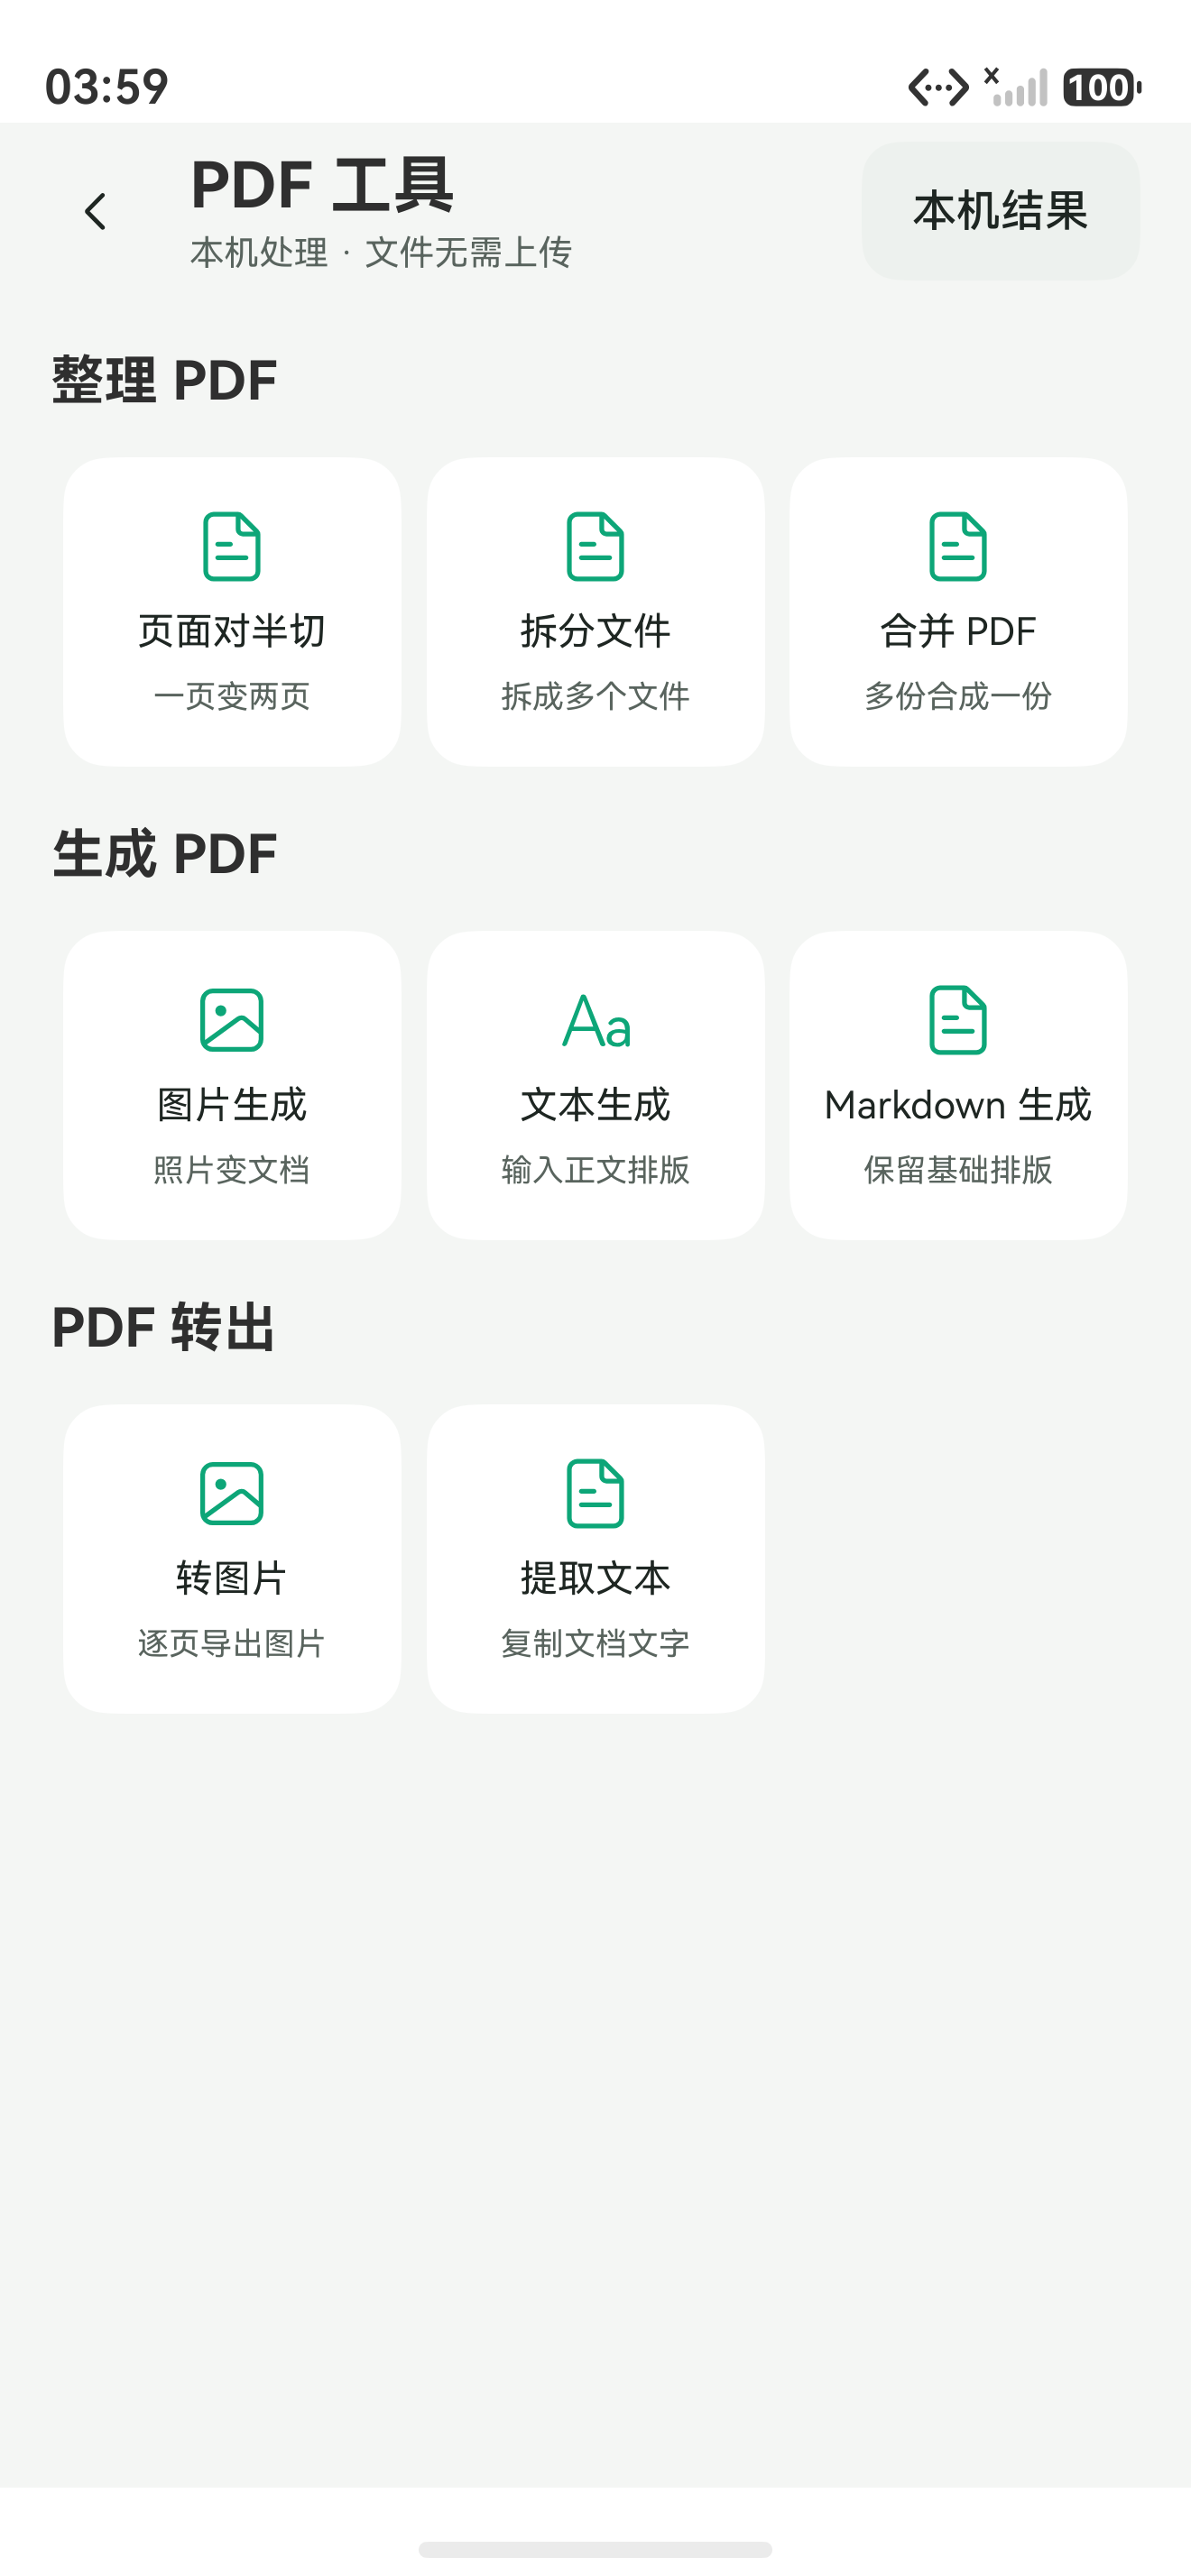 03:59
100
PDF 工具
本机处理 · 文件无需上传
本机结果
整理 PDF
页面对半切
一页变两页
拆分文件
拆成多个文件
合并 PDF
多份合成一份
生成 PDF
图片生成
照片变文档
Aa
文本生成
输入正文排版
Markdown 生成
保留基础排版
PDF 转出
转图片
逐页导出图片
提取文本
复制文档文字